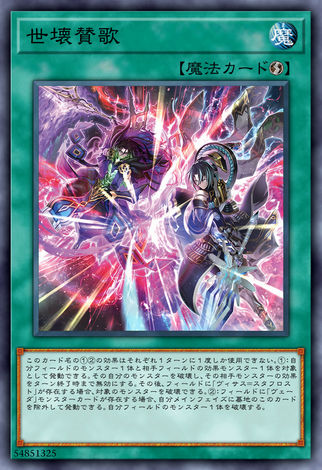 世壊賛歌
魔
【魔法カード】
このカード名の①②の効果はそれぞれ1ターンに1度しか使用できない。①:自
分フィールドのモンスター1体と相手フィールドの効果モンスター1体を対象
として発動できる。その自分のモンスターを破壊し、その相手モンスターの効果
をターン終了時まで無効にする。その後、フィールドに「ヴィサス=スタフロス
ト」が存在する場合、対象の相手モンスターを破壊できる。②:フィールドに「ヴェー
ダ」モンスターカードが存在する場合、自分メインフェイズに墓地のこのカード
を除外して発動できる。自分フィールドのモンスター1体を破壊する。
54851325